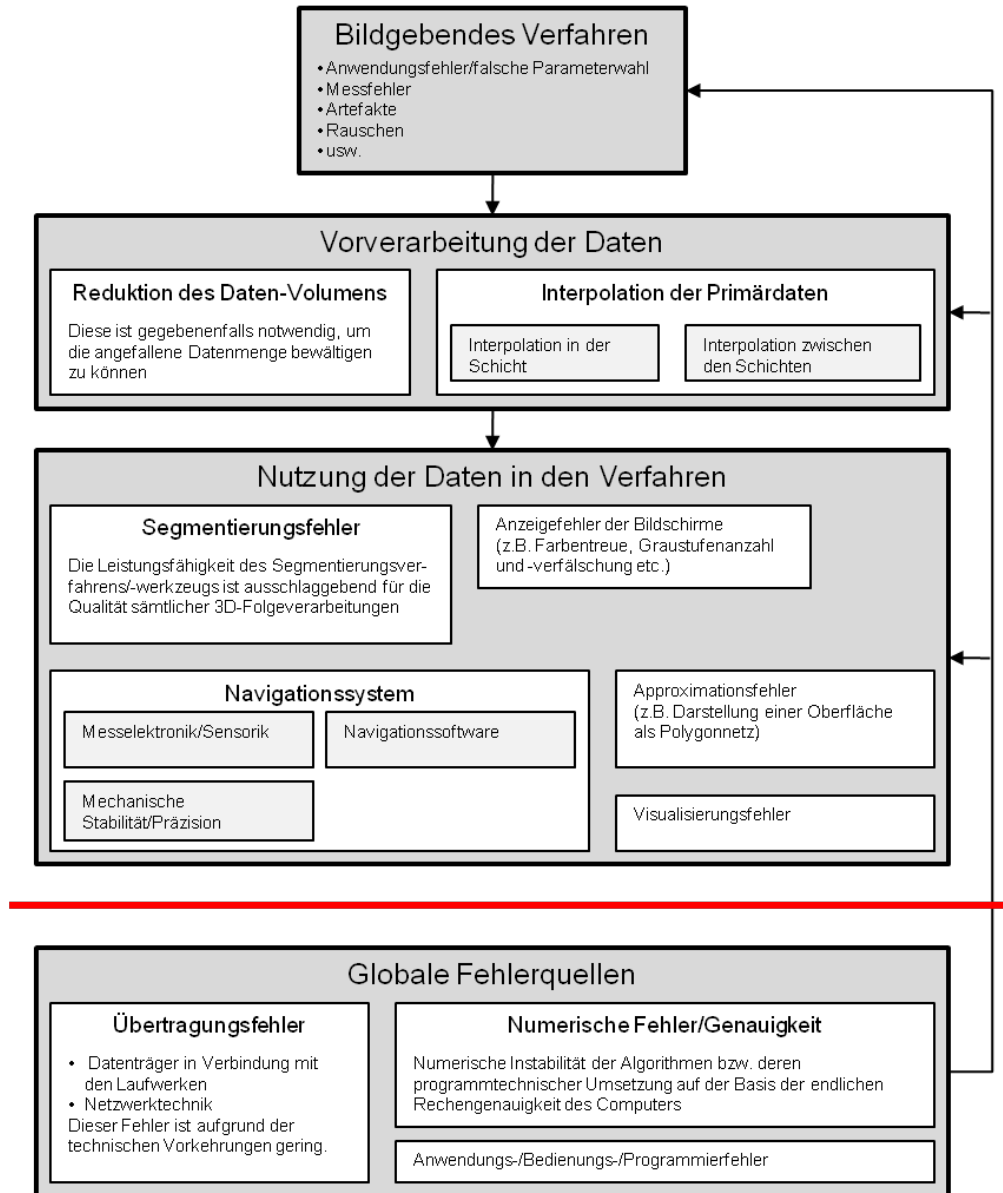 Bildgebendes Verfahren
•Anwendungsfehler/falsche Parameterwahl
•Messfehler
•Artefakte
•Rauschen
•usw.
Vorverarbeitung der Daten
Reduktion des Daten-Volumens
Diese ist gegebenenfalls notwendig, um
die angefallene Datenmenge bewältigen
zu können
Interpolation der Primärdaten
Interpolation in der
Schicht
Interpolation zwischen
den Schichten
Nutzung der Daten in den Verfahren
Segmentierungsfehler
Die Leistungsfähigkeit des Segmentierungsver-
fahrens/-werkzeugs ist ausschlaggebend für die
Qualität sämtlicher 3D-Folgeverarbeitungen
Anzeigefehler der Bildschirme
(z.B. Farbentreue, Graustufenanzahl
und -verfälschung etc.)
Navigationssystem
Messelektronik/Sensorik
Navigationssoftware
Mechanische
Stabilität/Präzision
Approximationsfehler
(z.B. Darstellung einer Oberfläche
als Polygonnetz)
Visualisierungsfehler
Globale Fehlerquellen
Übertragungsfehler
• Datenträger in Verbindung mit
den Laufwerken
• Netzwerktechnik
Dieser Fehler ist aufgrund der
technischen Vorkehrungen gering.
Numerische Fehler/Genauigkeit
Numerische Instabilität der Algorithmen bzw. deren
programmtechnischer Umsetzung auf der Basis der endlichen
Rechengenauigkeit des Computers
Anwendungs-/Bedienungs-/Programmierfehler